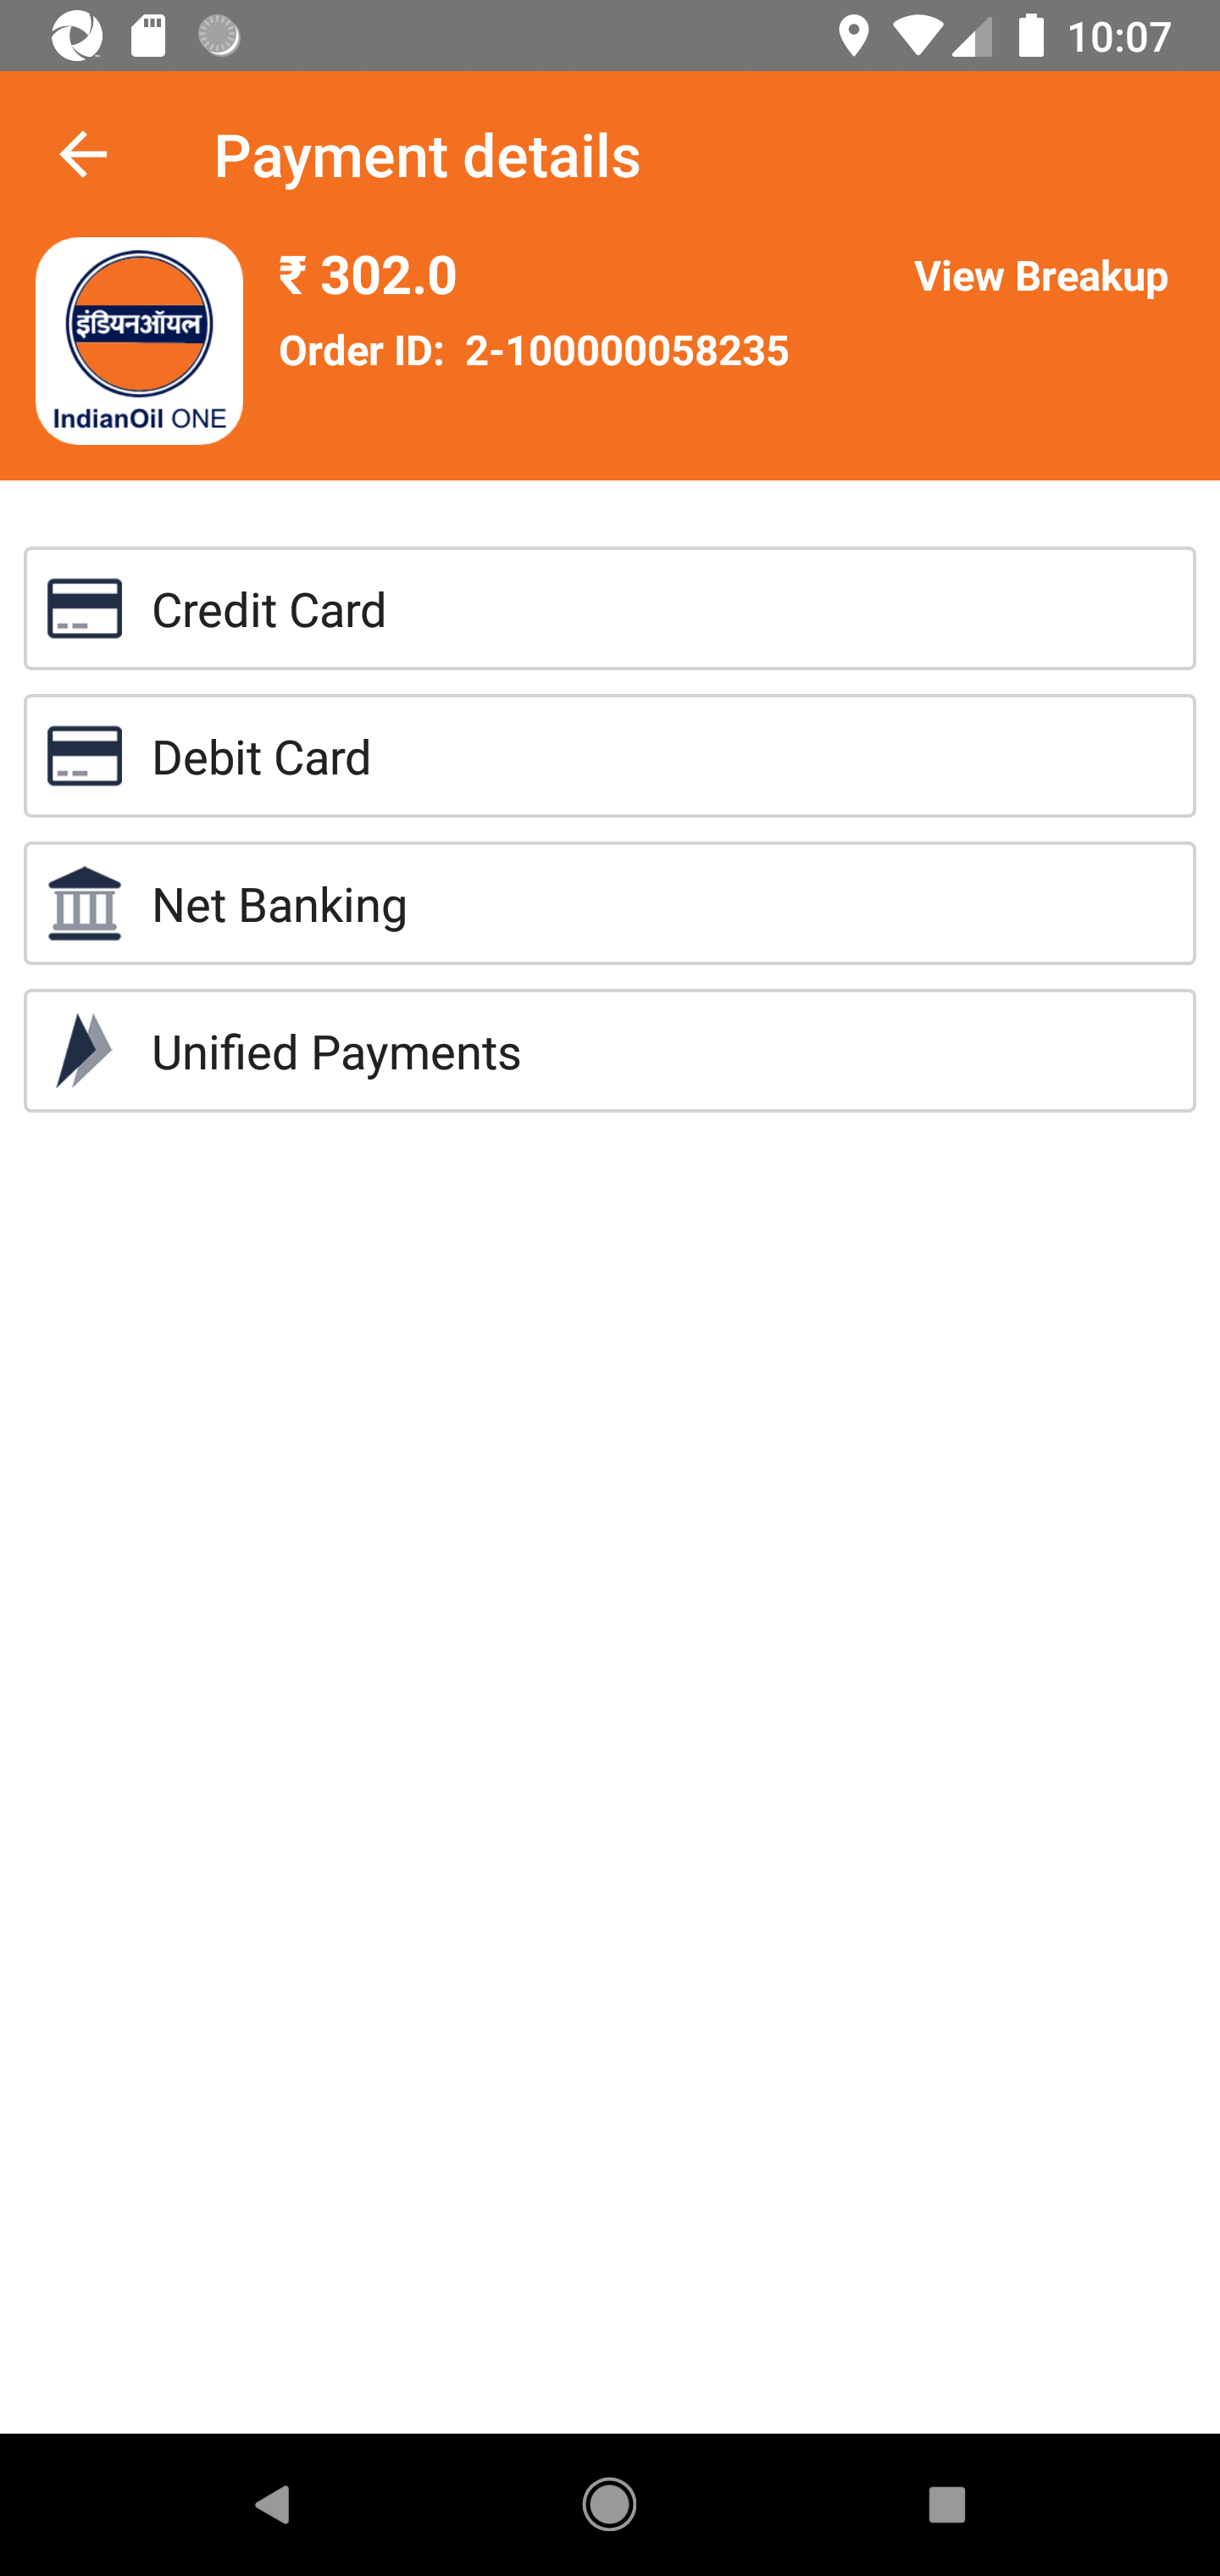 10:07
Payment details
₹ 302.0
View Breakup
Order ID: 2-100000058235
इंडियनऑयल
IndianOil ONE
Credit Card
Debit Card
Net Banking
Unified Payments